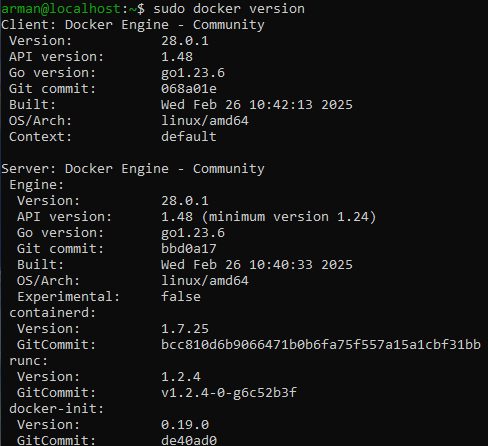 arman@localhost:~$ sudo docker version
Client: Docker Engine - Community
 Version:           28.0.1
 API version:       1.48
 Go version:        go1.23.6
 Git commit:        068a01e
 Built:             Wed Feb 26 10:42:13 2025
 OS/Arch:           linux/amd64
 Context:           default

Server: Docker Engine - Community
 Engine:
  Version:          28.0.1
  API version:      1.48 (minimum version 1.24)
  Go version:       go1.23.6
  Git commit:       bbd0a17
  Built:            Wed Feb 26 10:40:33 2025
  OS/Arch:          linux/amd64
  Experimental:     false
 containerd:
  Version:          1.7.25
  GitCommit:        bcc810d6b9066471b0b6fa75f557a15a1cbf31bb
 runc:
  Version:          1.2.4
  GitCommit:        v1.2.4-0-g6c52b3f
 docker-init:
  Version:          0.19.0
  GitCommit:        de40ad0